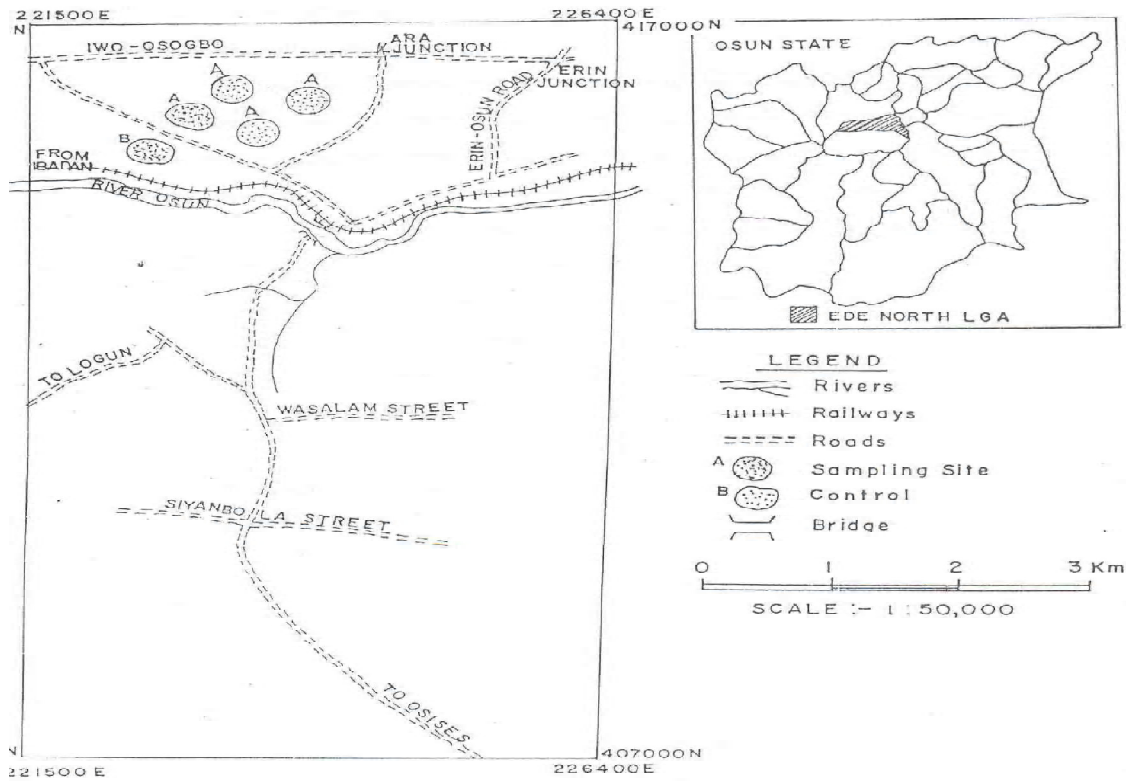 221500E
226400E
N
417000N
IWO-OSOGBO
ARA
JUNCTION
ERIN
JUNCTION
ERIN-OSUN ROAD
A
A
A
A
B
FROM
IBADAN
RIVER OSUN
TO LOGUN
WASALAM STREET
SIYANBOLA STREET
TO OSISES
N
407000N
221500E
226400E
OSUN STATE
EDE NORTH LGA
LEGEND
Rivers
Railways
Roads
A Sampling Site
B Control
Bridge
0 1 2 3 Km
SCALE :- 1:50,000